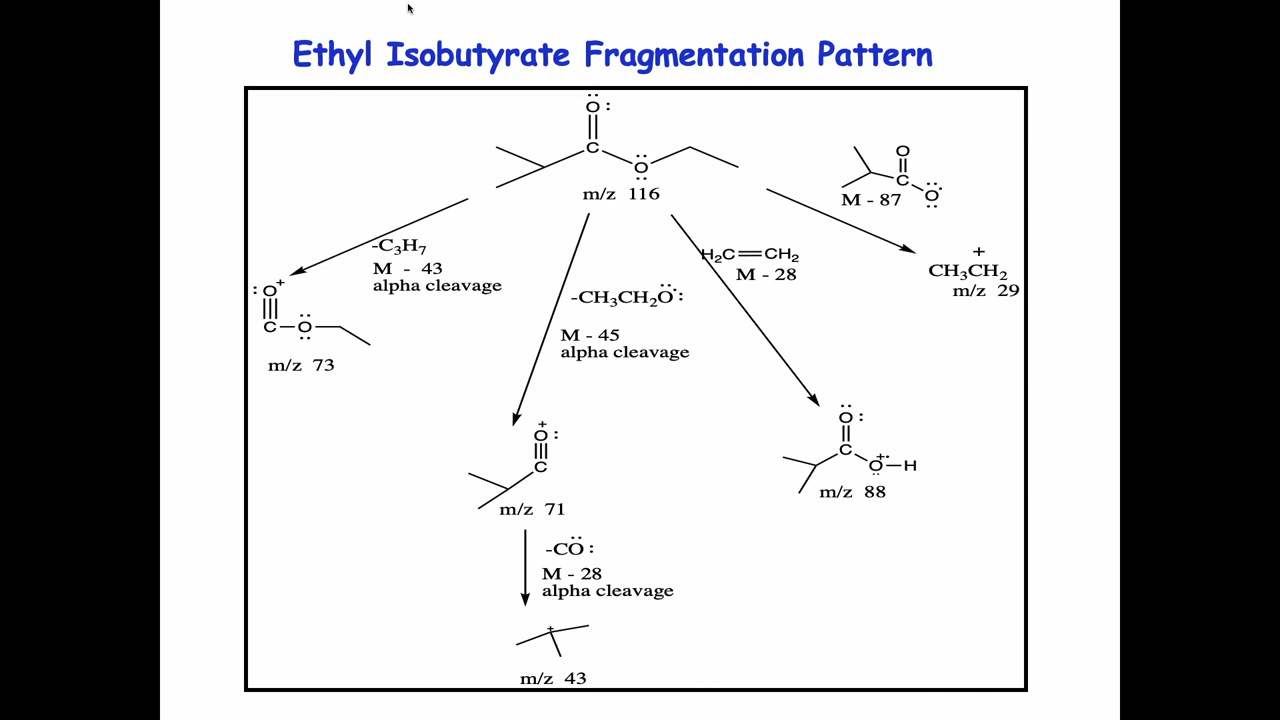 Ethyl Isobutyrate Fragmentation Pattern
O
C
O
m/z 116
O
C
O
M - 87
-C3H7
M - 43
alpha cleavage
H2C=CH2
M - 28
+
CH3CH2
m/z 29
O+
C-O
m/z 73
-CH3CH2O
M - 45
alpha cleavage
+
O
C
m/z 71
O
C
+
O-H
m/z 88
-CO
M - 28
alpha cleavage
+
m/z 43